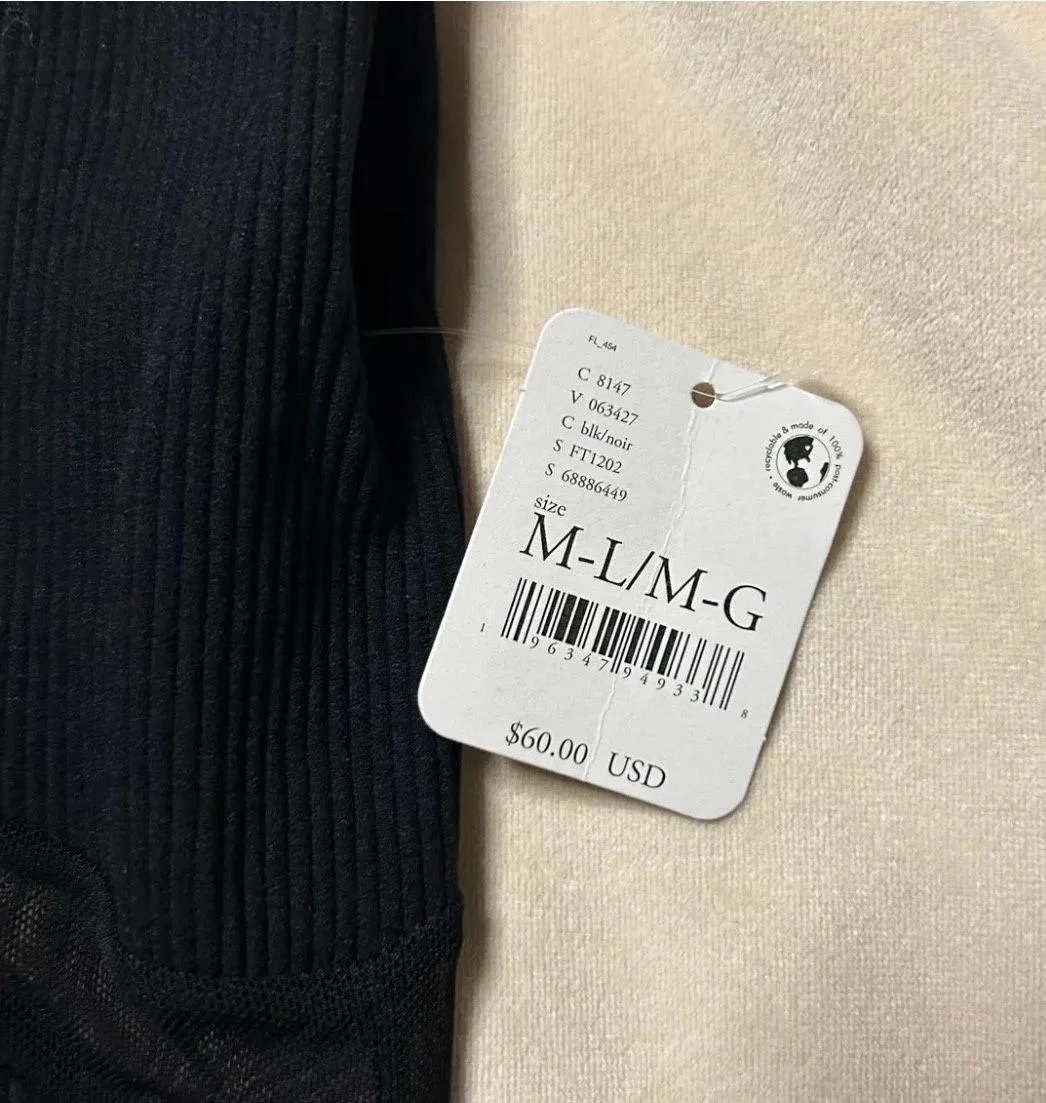 FL_454
C 8147
V 063427
C blk/noir
S FT1202
S 68886449
recyclable & made of 100% post-consumer waste •
size
M-L/M-G
1 96347 94933 8
$60.00 USD